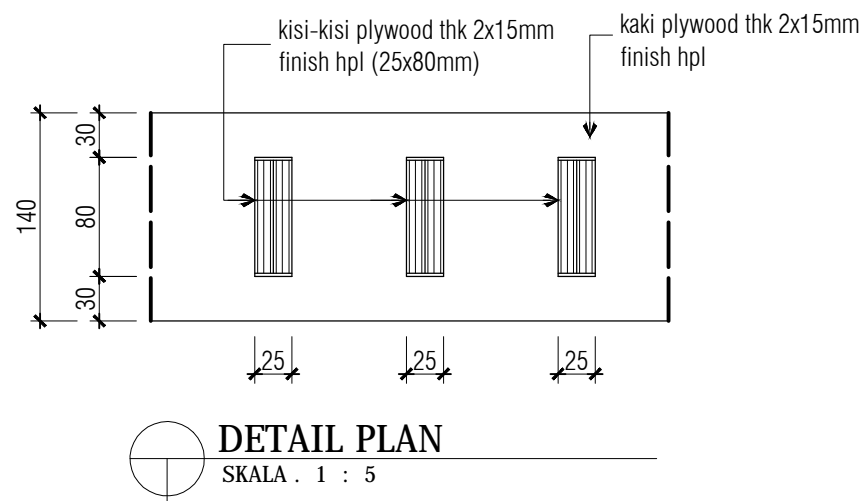 kisi-kisi plywood thk 2x15mm
finish hpl (25x80mm)
kaki plywood thk 2x15mm
finish hpl
30
140
80
30
25
25
25
DETAIL PLAN
SKALA . 1 : 5